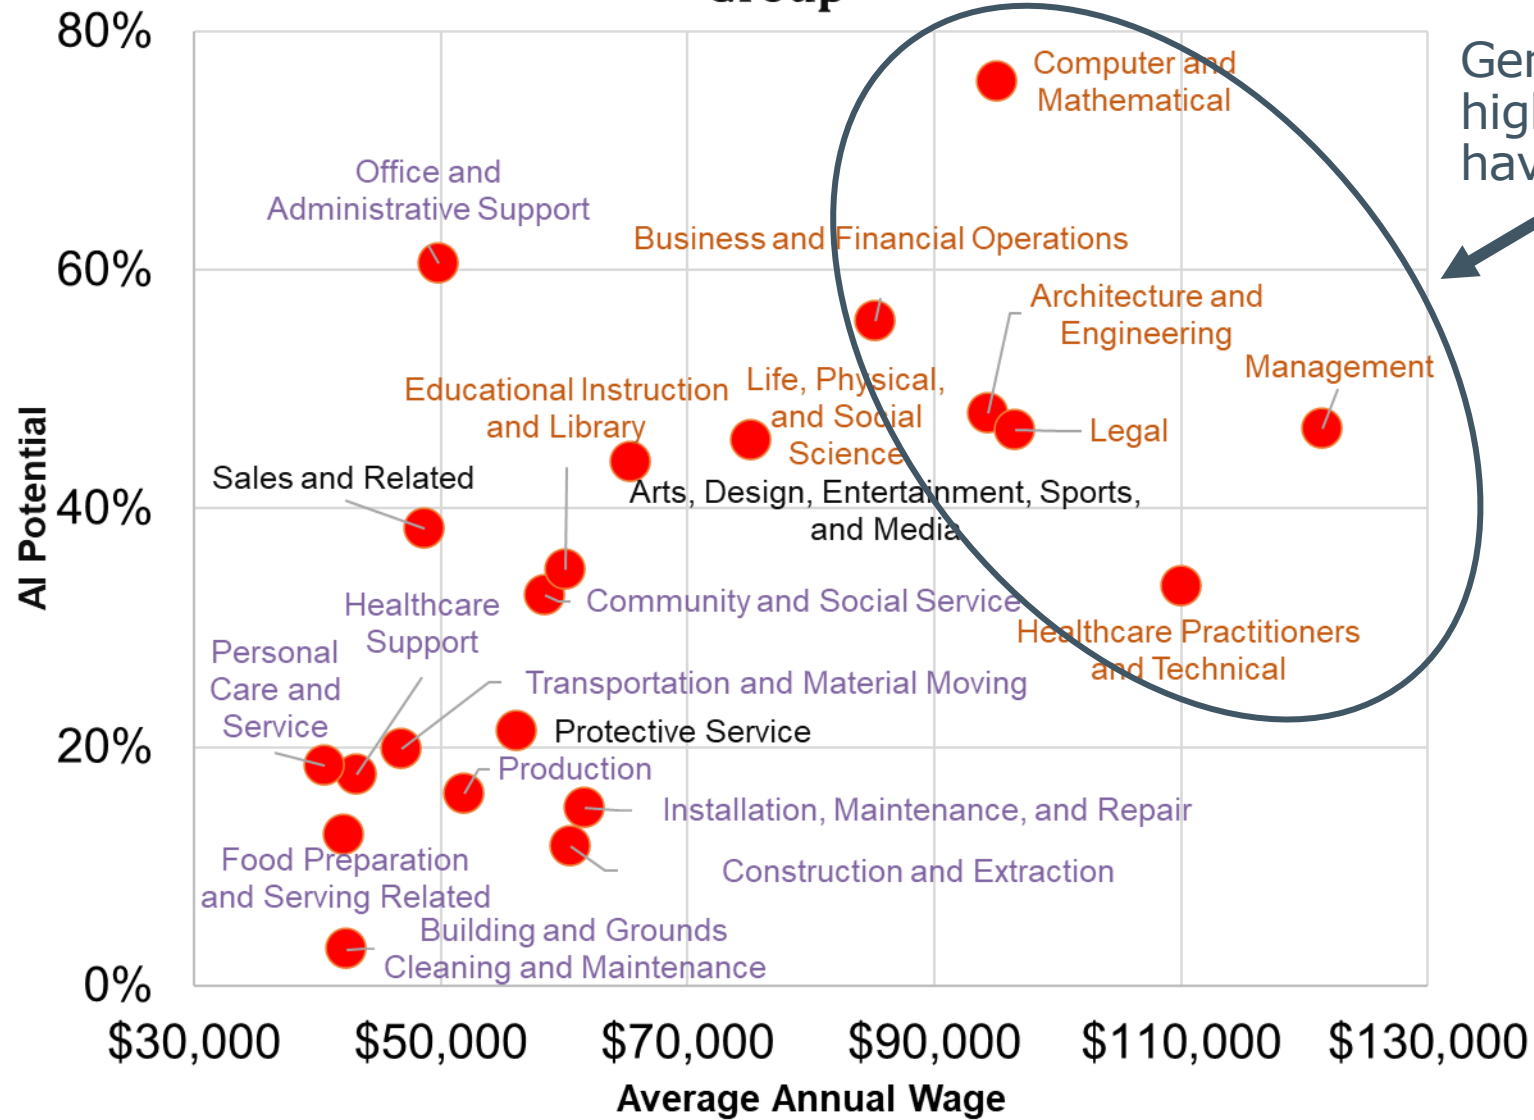 Group
80%
60%
40%
20%
0%
AI Potential
Computer and
Mathematical
Office and
Administrative Support
Business and Financial Operations
Architecture and
Engineering
Management
Educational Instruction
and Library
Life, Physical,
and Social
Science
Legal
Sales and Related
Arts, Design, Entertainment, Sports,
and Media
Healthcare
Support
Community and Social Service
Healthcare Practitioners
and Technical
Personal
Care and
Service
Transportation and Material Moving
Protective Service
Production
Installation, Maintenance, and Repair
Food Preparation
and Serving Related
Construction and Extraction
Building and Grounds
Cleaning and Maintenance
$30,000
$50,000
$70,000
$90,000
$110,000
$130,000
Average Annual Wage